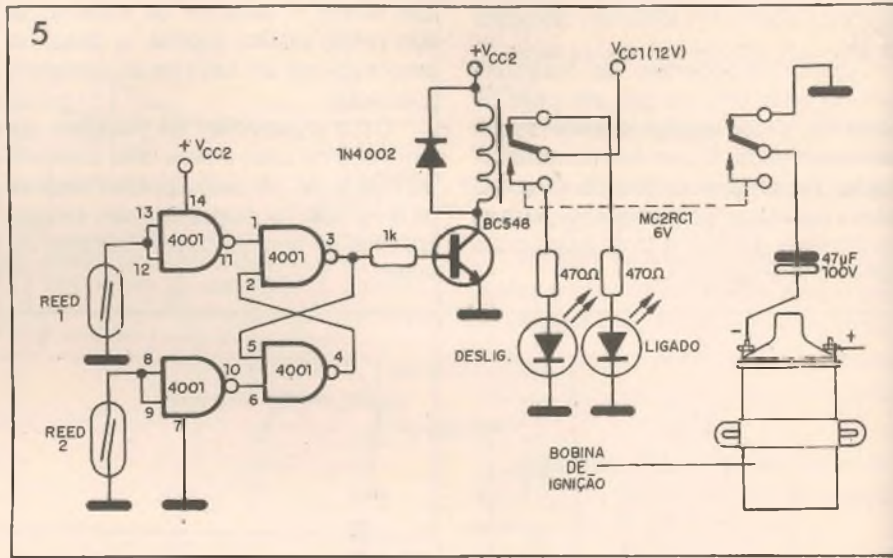 5
+VCC2
VCC1 (12V)
+VCC2
1N4002
13
14
12
4001
11
1
4001
3
2
1k
BC548
MC2RC1
6V
470Ω
470Ω
47µF
100V
REED
1
DESLIG.
LIGADO
8
9
4001
10
7
5
4001
4
6
REED
2
-
+
BOBINA
DE
IGNIÇÃO